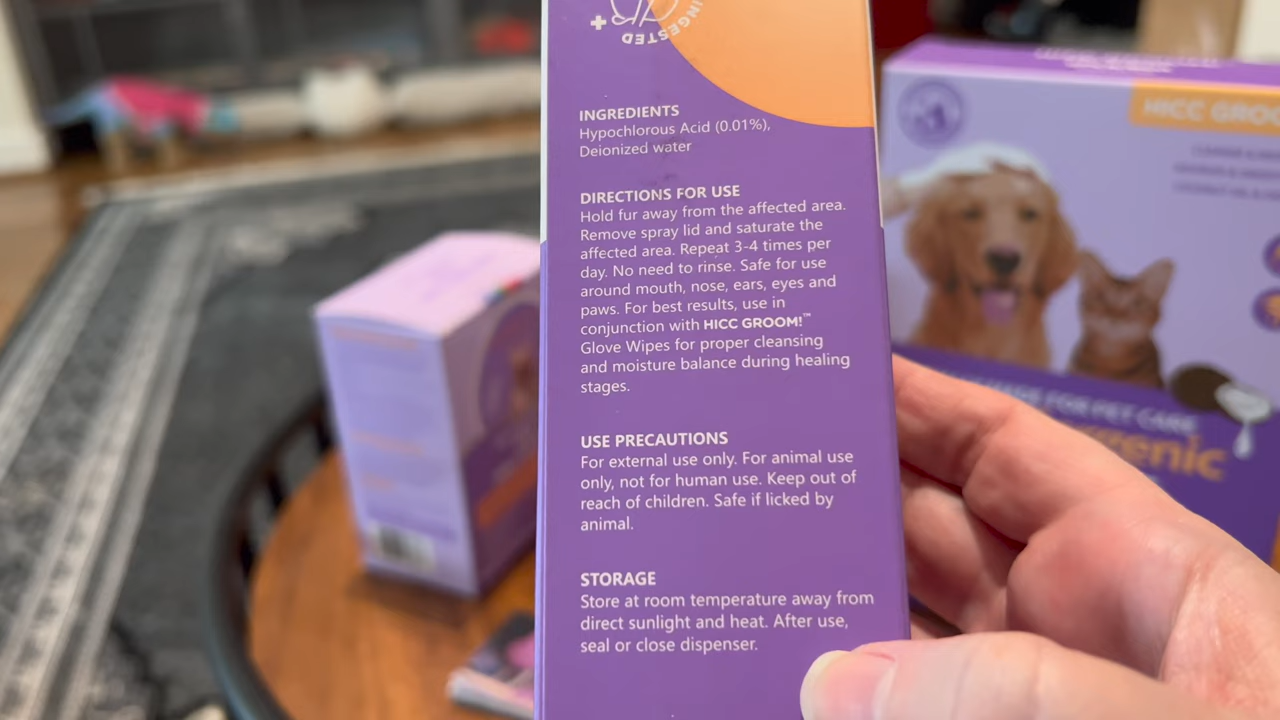 INGESTED
INGREDIENTS
Hypochlorous Acid (0.01%),
Deionized water
DIRECTIONS FOR USE
Hold fur away from the affected area.
Remove spray lid and saturate the
affected area. Repeat 3-4 times per
day. No need to rinse. Safe for use
around mouth, nose, ears, eyes and
paws. For best results, use in
conjunction with HICC GROOM!™
Glove Wipes for proper cleansing
and moisture balance during healing
stages.
USE PRECAUTIONS
For external use only. For animal use
only, not for human use. Keep out of
reach of children. Safe if licked by
animal.
STORAGE
Store at room temperature away from
direct sunlight and heat. After use,
seal or close dispenser.
HICC GROO
FOR PET CARE